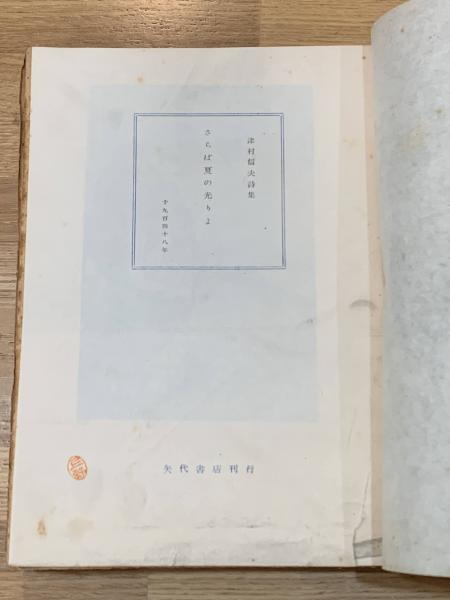 津村信夫詩集
さらば夏の光りよ
千九百四十八年
矢代書店刊行